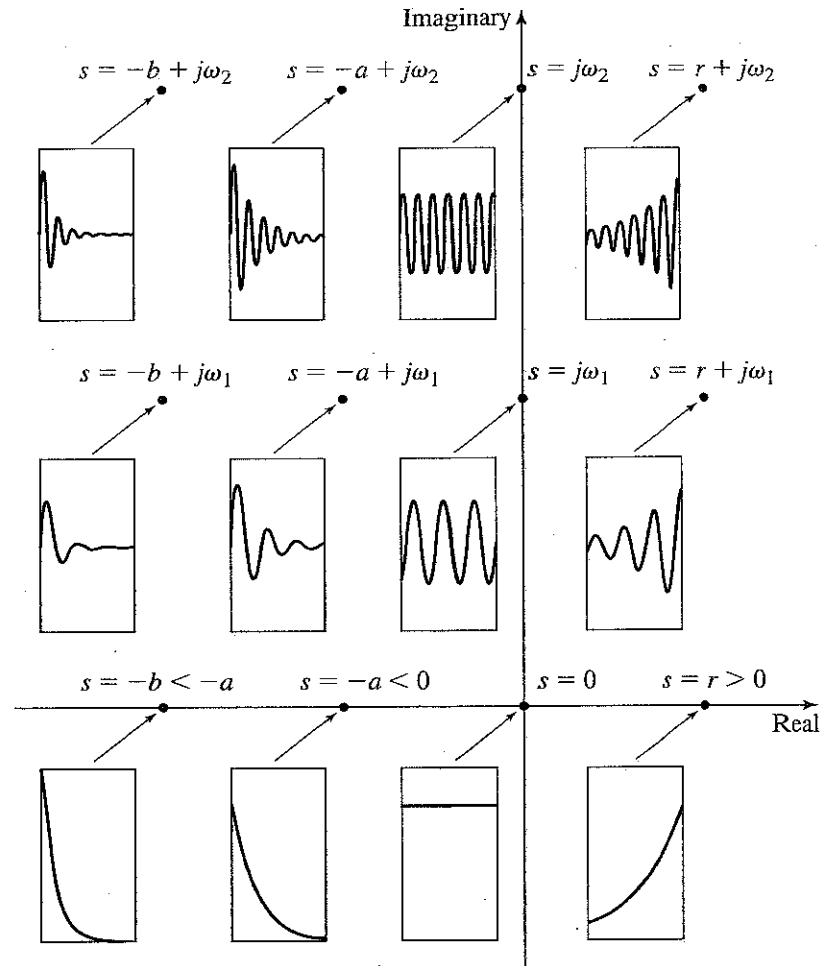 Imaginary
s = −b + jω₂ s = −a + jω₂ s = jω₂ s = r + jω₂
s = −b + jω₁ s = −a + jω₁ s = jω₁ s = r + jω₁
s = −b < −a s = −a < 0 s = 0 s = r > 0
Real